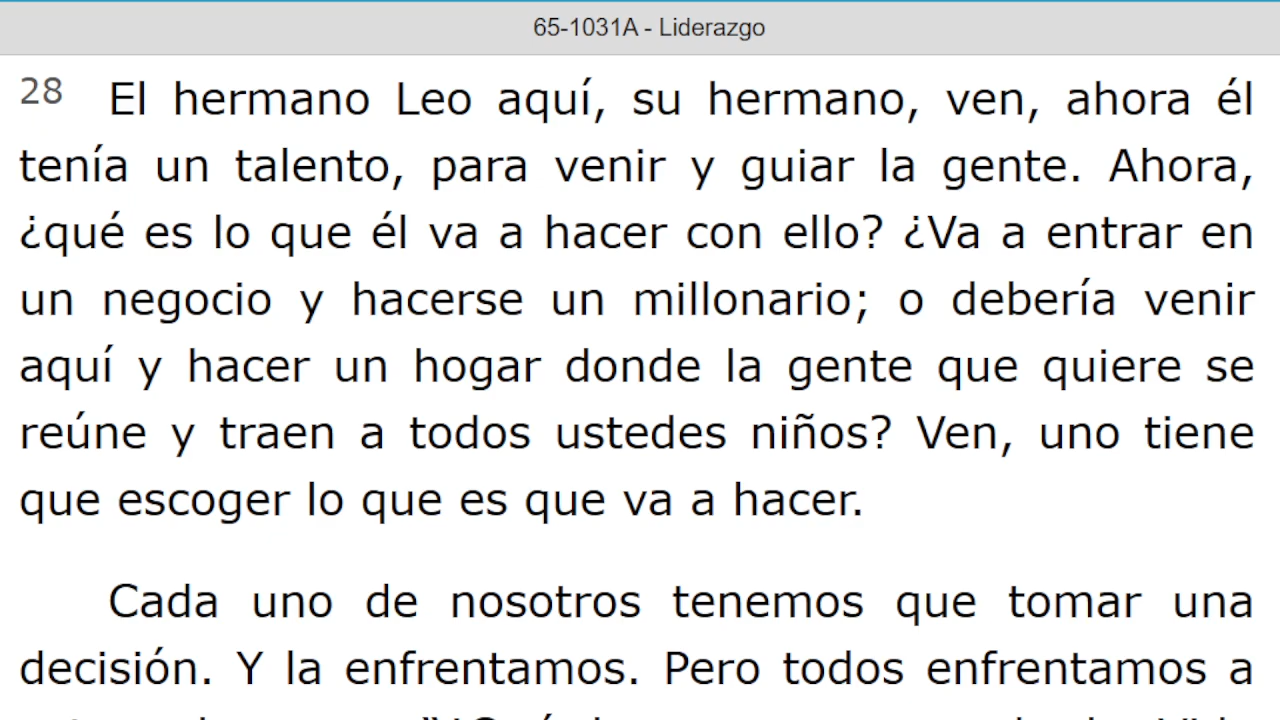 65-1031A - Liderazgo
28 El hermano Leo aquí, su hermano, ven, ahora él
tenía un talento, para venir y guiar la gente. Ahora,
¿qué es lo que él va a hacer con ello? ¿Va a entrar en
un negocio y hacerse un millonario; o debería venir
aquí y hacer un hogar donde la gente que quiere se
reúne y traen a todos ustedes niños? Ven, uno tiene
que escoger lo que es que va a hacer.
Cada uno de nosotros tenemos que tomar una
decisión. Y la enfrentamos. Pero todos enfrentamos a